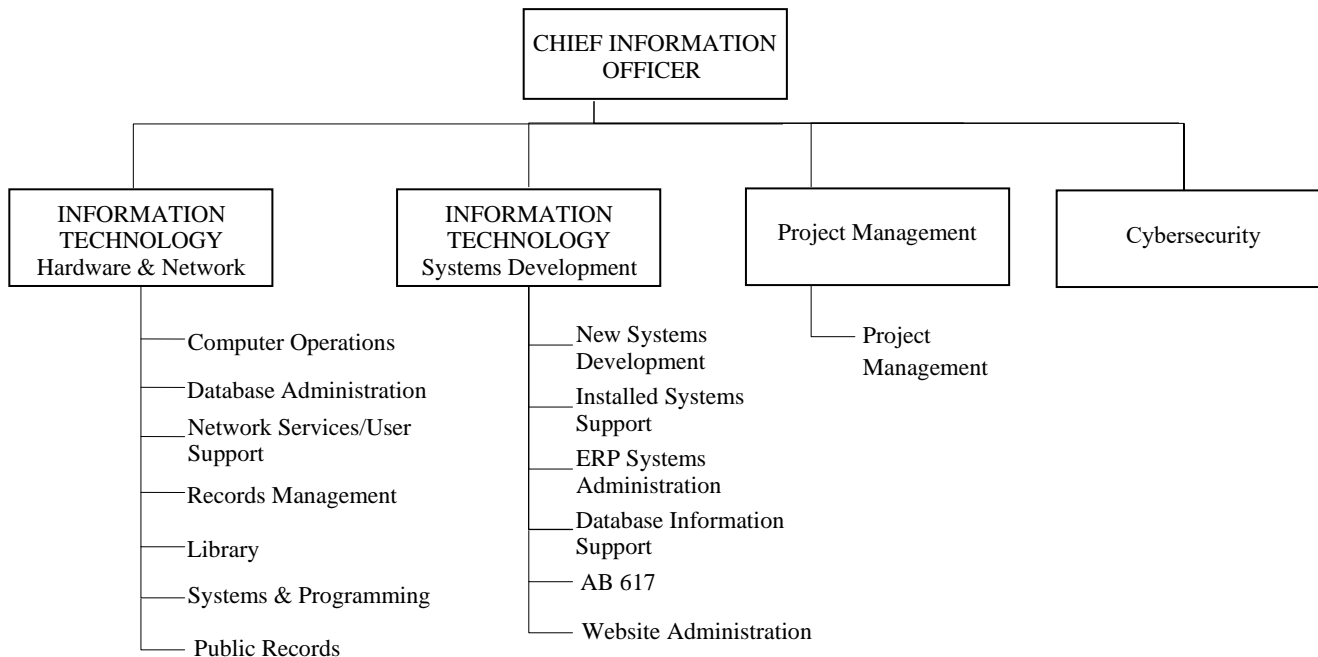 CHIEF INFORMATION
OFFICER
INFORMATION
TECHNOLOGY
Hardware & Network
INFORMATION
TECHNOLOGY
Systems Development
Project Management
Cybersecurity
Computer Operations
Database Administration
Network Services/User
Support
Records Management
Library
Systems & Programming
Public Records
New Systems
Development
Installed Systems
Support
ERP Systems
Administration
Database Information
Support
AB 617
Website Administration
Project
Management